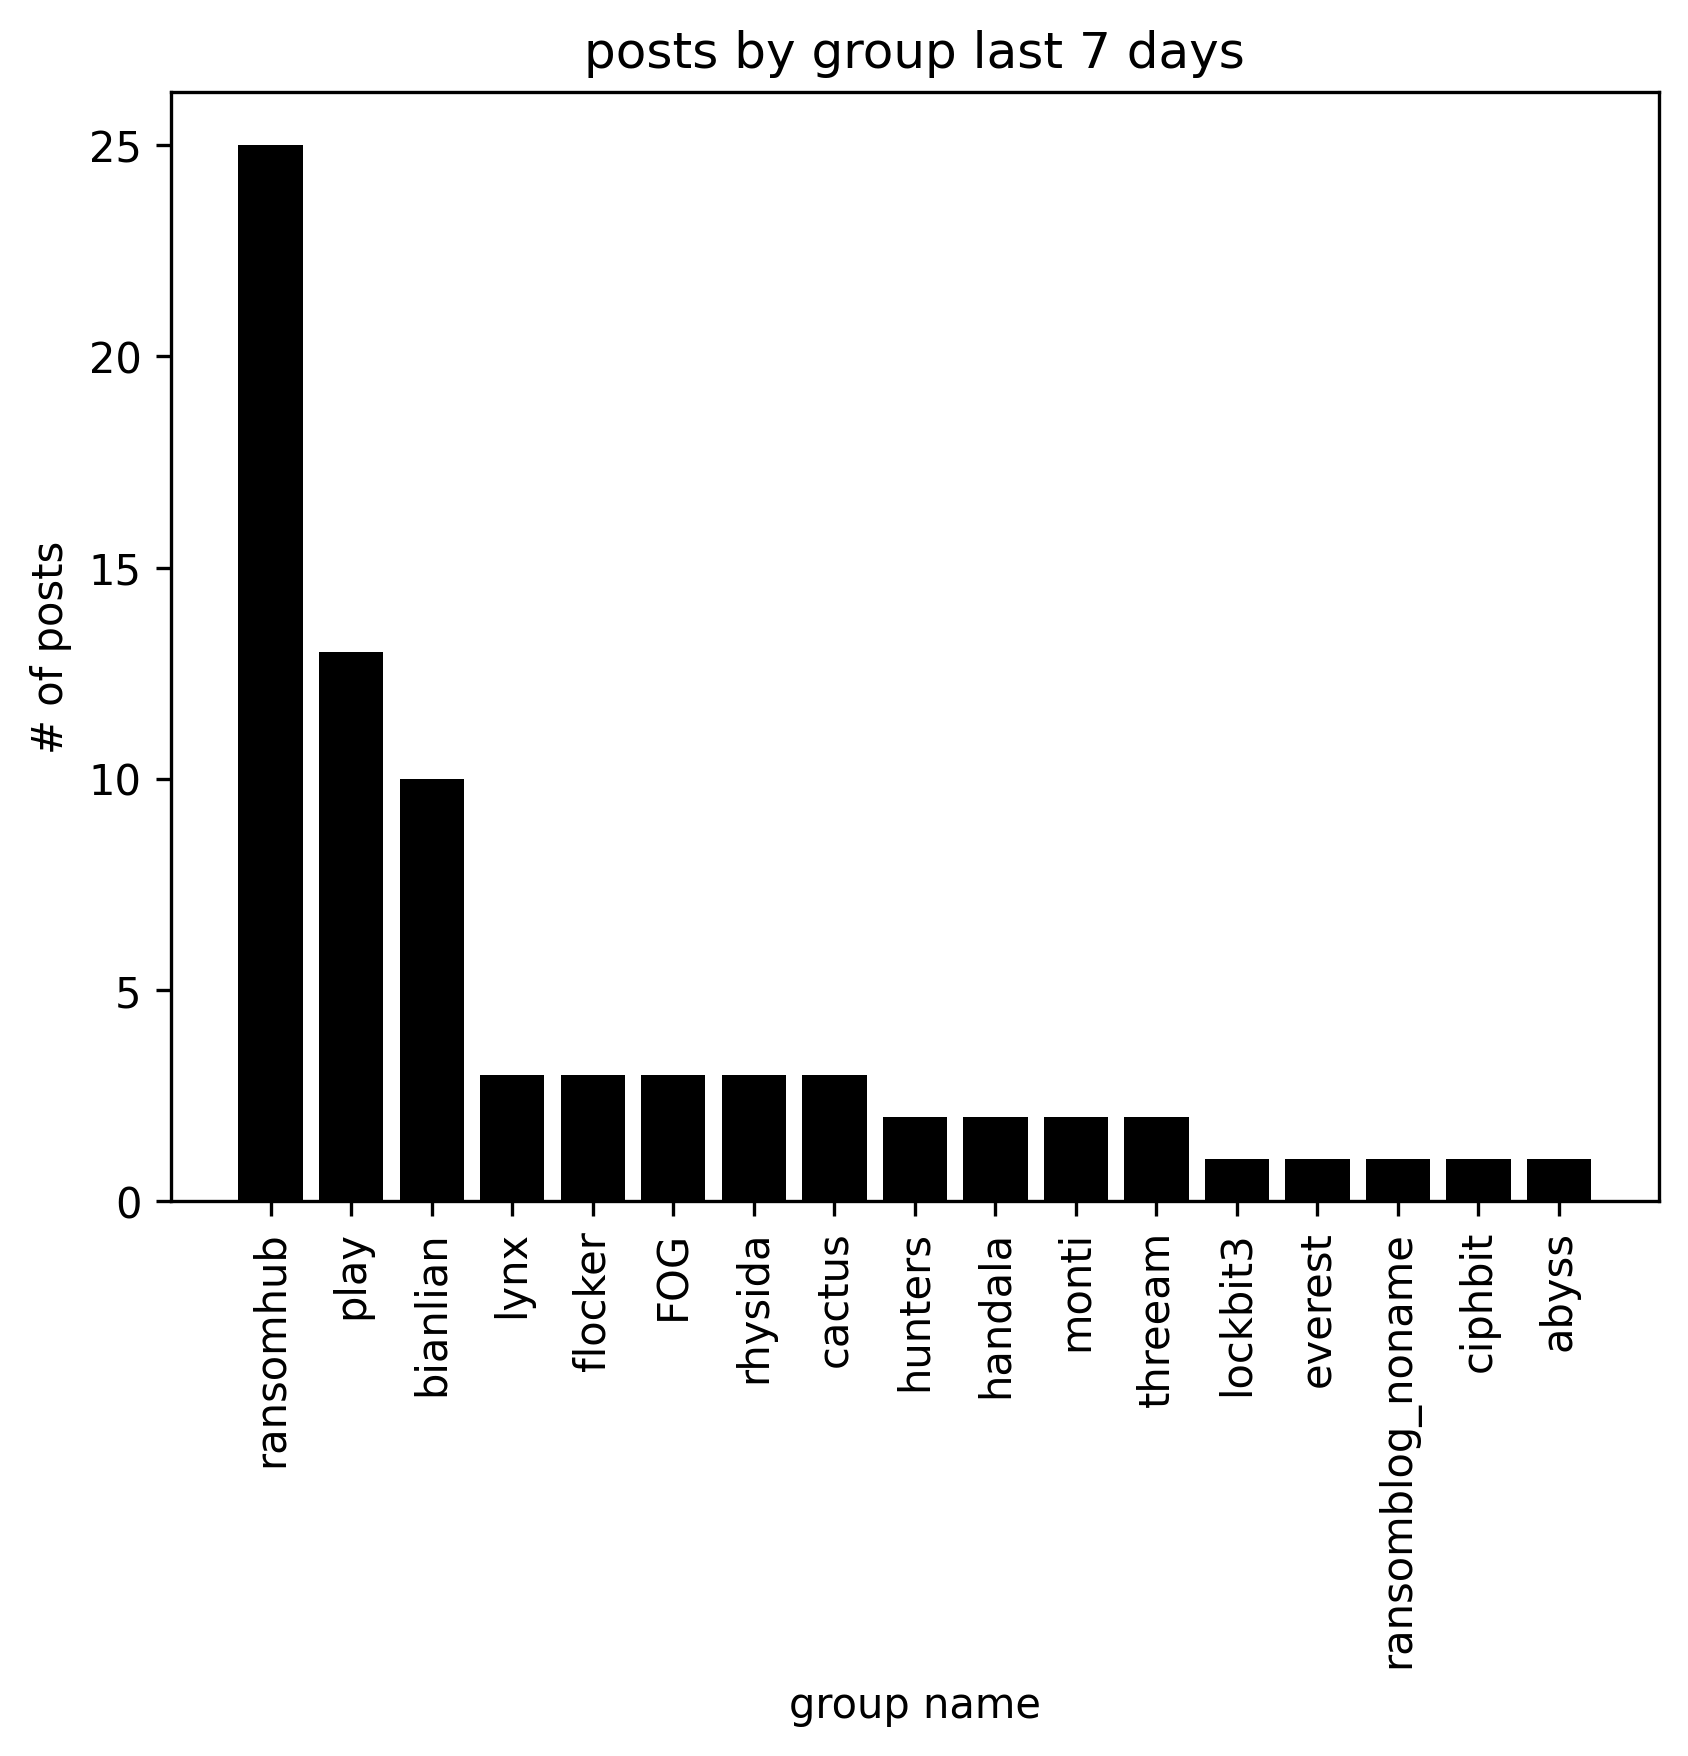 posts by group last 7 days
# of posts
25
20
15
10
5
0
ransomhub
play
bianlian
lynx
flocker
FOG
rhysida
cactus
hunters
handala
monti
threeam
lockbit3
everest
ransomblog_noname
ciphbit
abyss
group name